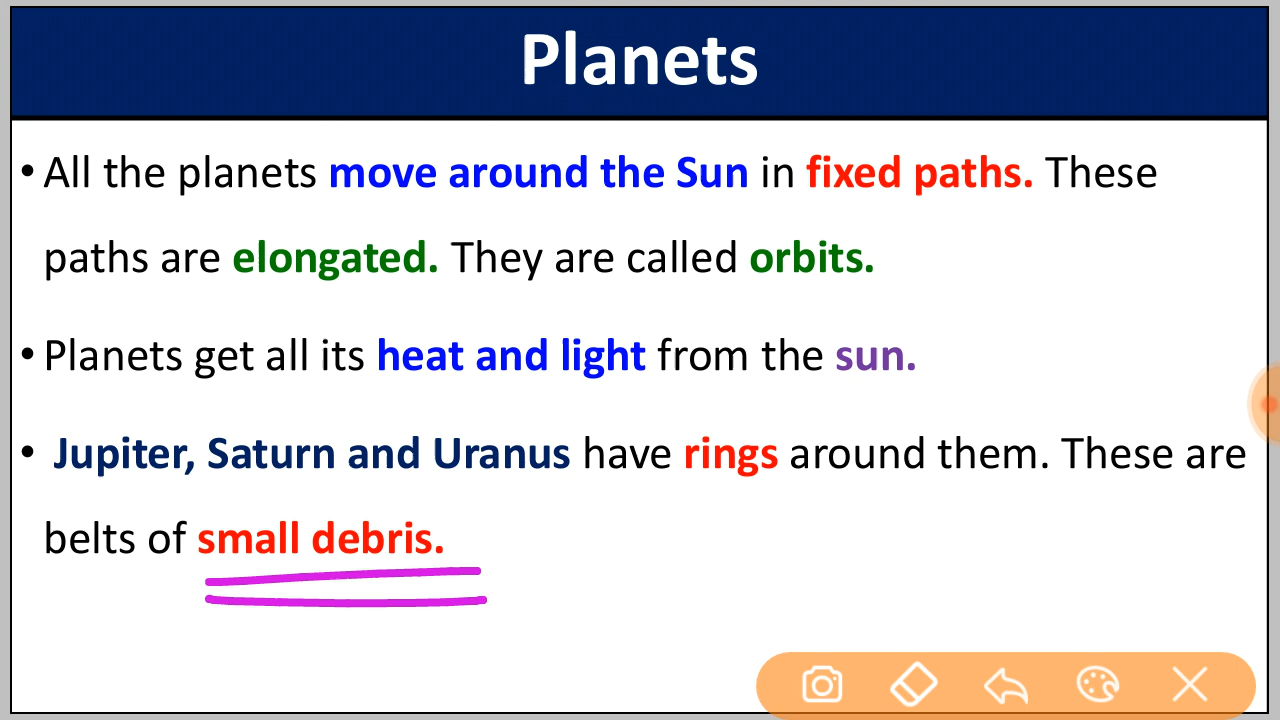 Planets
• All the planets move around the Sun in fixed paths. These
paths are elongated. They are called orbits.
• Planets get all its heat and light from the sun.
• Jupiter, Saturn and Uranus have rings around them. These are
belts of small debris.